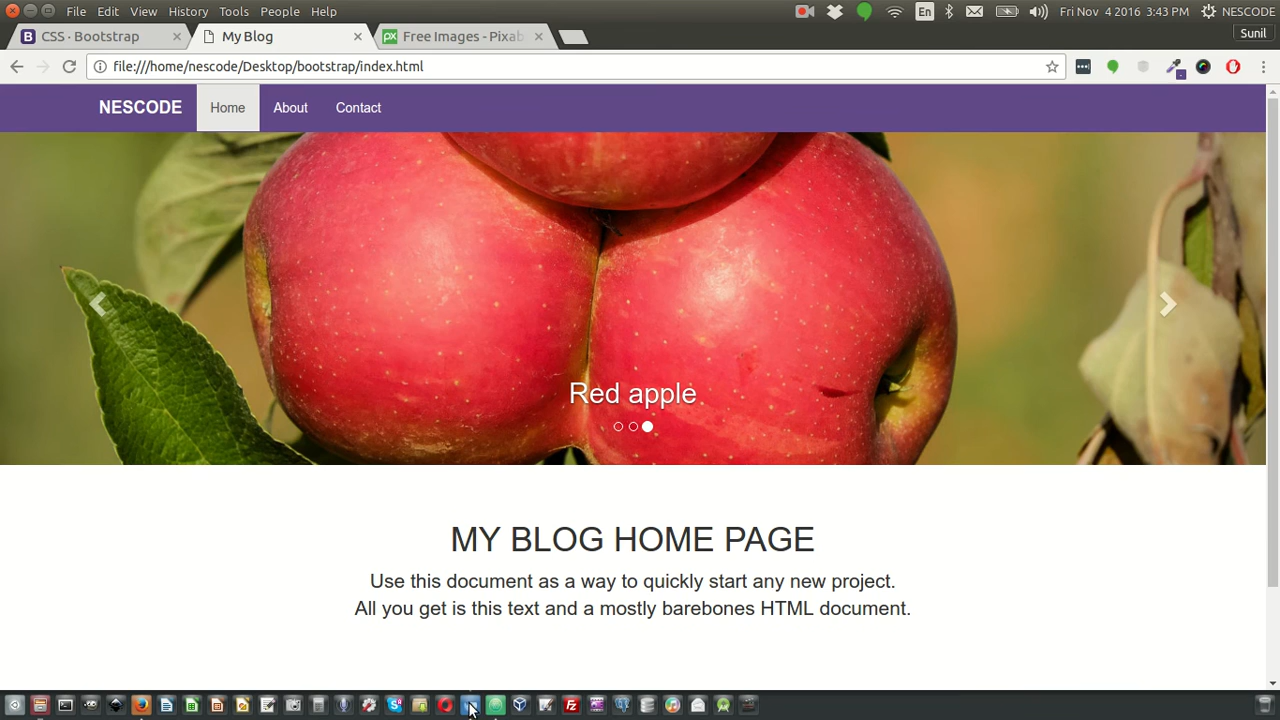 File Edit View History Tools People Help
En
Fri Nov 4 2016 3:43 PM
NESCODE
CSS · Bootstrap
My Blog
Free Images - Pixab
Sunil
file:///home/nescode/Desktop/bootstrap/index.html
NESCODE Home About Contact
Red apple
MY BLOG HOME PAGE
Use this document as a way to quickly start any new project.
All you get is this text and a mostly barebones HTML document.